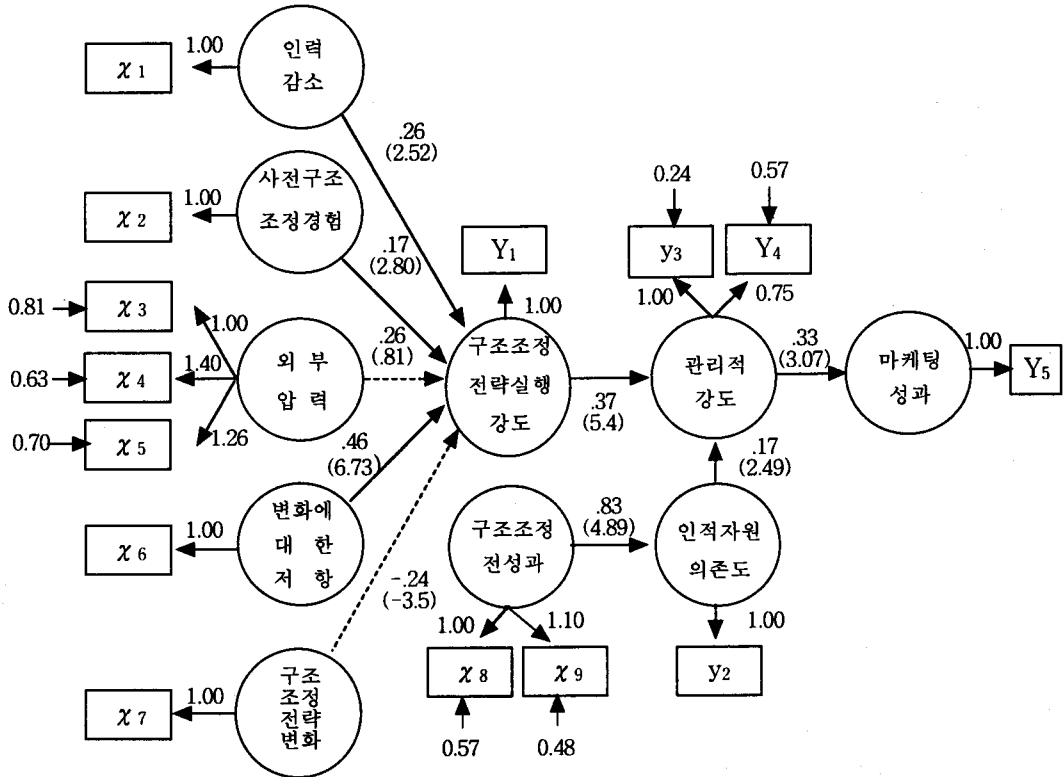 1.00
χ1
인력
감소
.26
(2.52)
1.00
χ2
사전구조
조정경험
.17
(2.80)
0.81
χ3
1.00
0.63
χ4
1.40
0.70
χ5
1.26
외 부
압 력
.26
(.81)
1.00
χ6
변화에
대 한
저 항
.46
(6.73)
1.00
χ7
구조
조정
전략
변화
-.24
(-3.5)
Y1
1.00
구조조정
전략실행
강도
.37
(5.4)
0.24
0.57
y3
Y4
1.00
0.75
관리적
강도
.33
(3.07)
마케팅
성과
1.00
Y5
.17
(2.49)
구조조정
전성과
.83
(4.89)
인적자원
의존도
1.00
1.10
1.00
χ8
χ9
y2
0.57
0.48